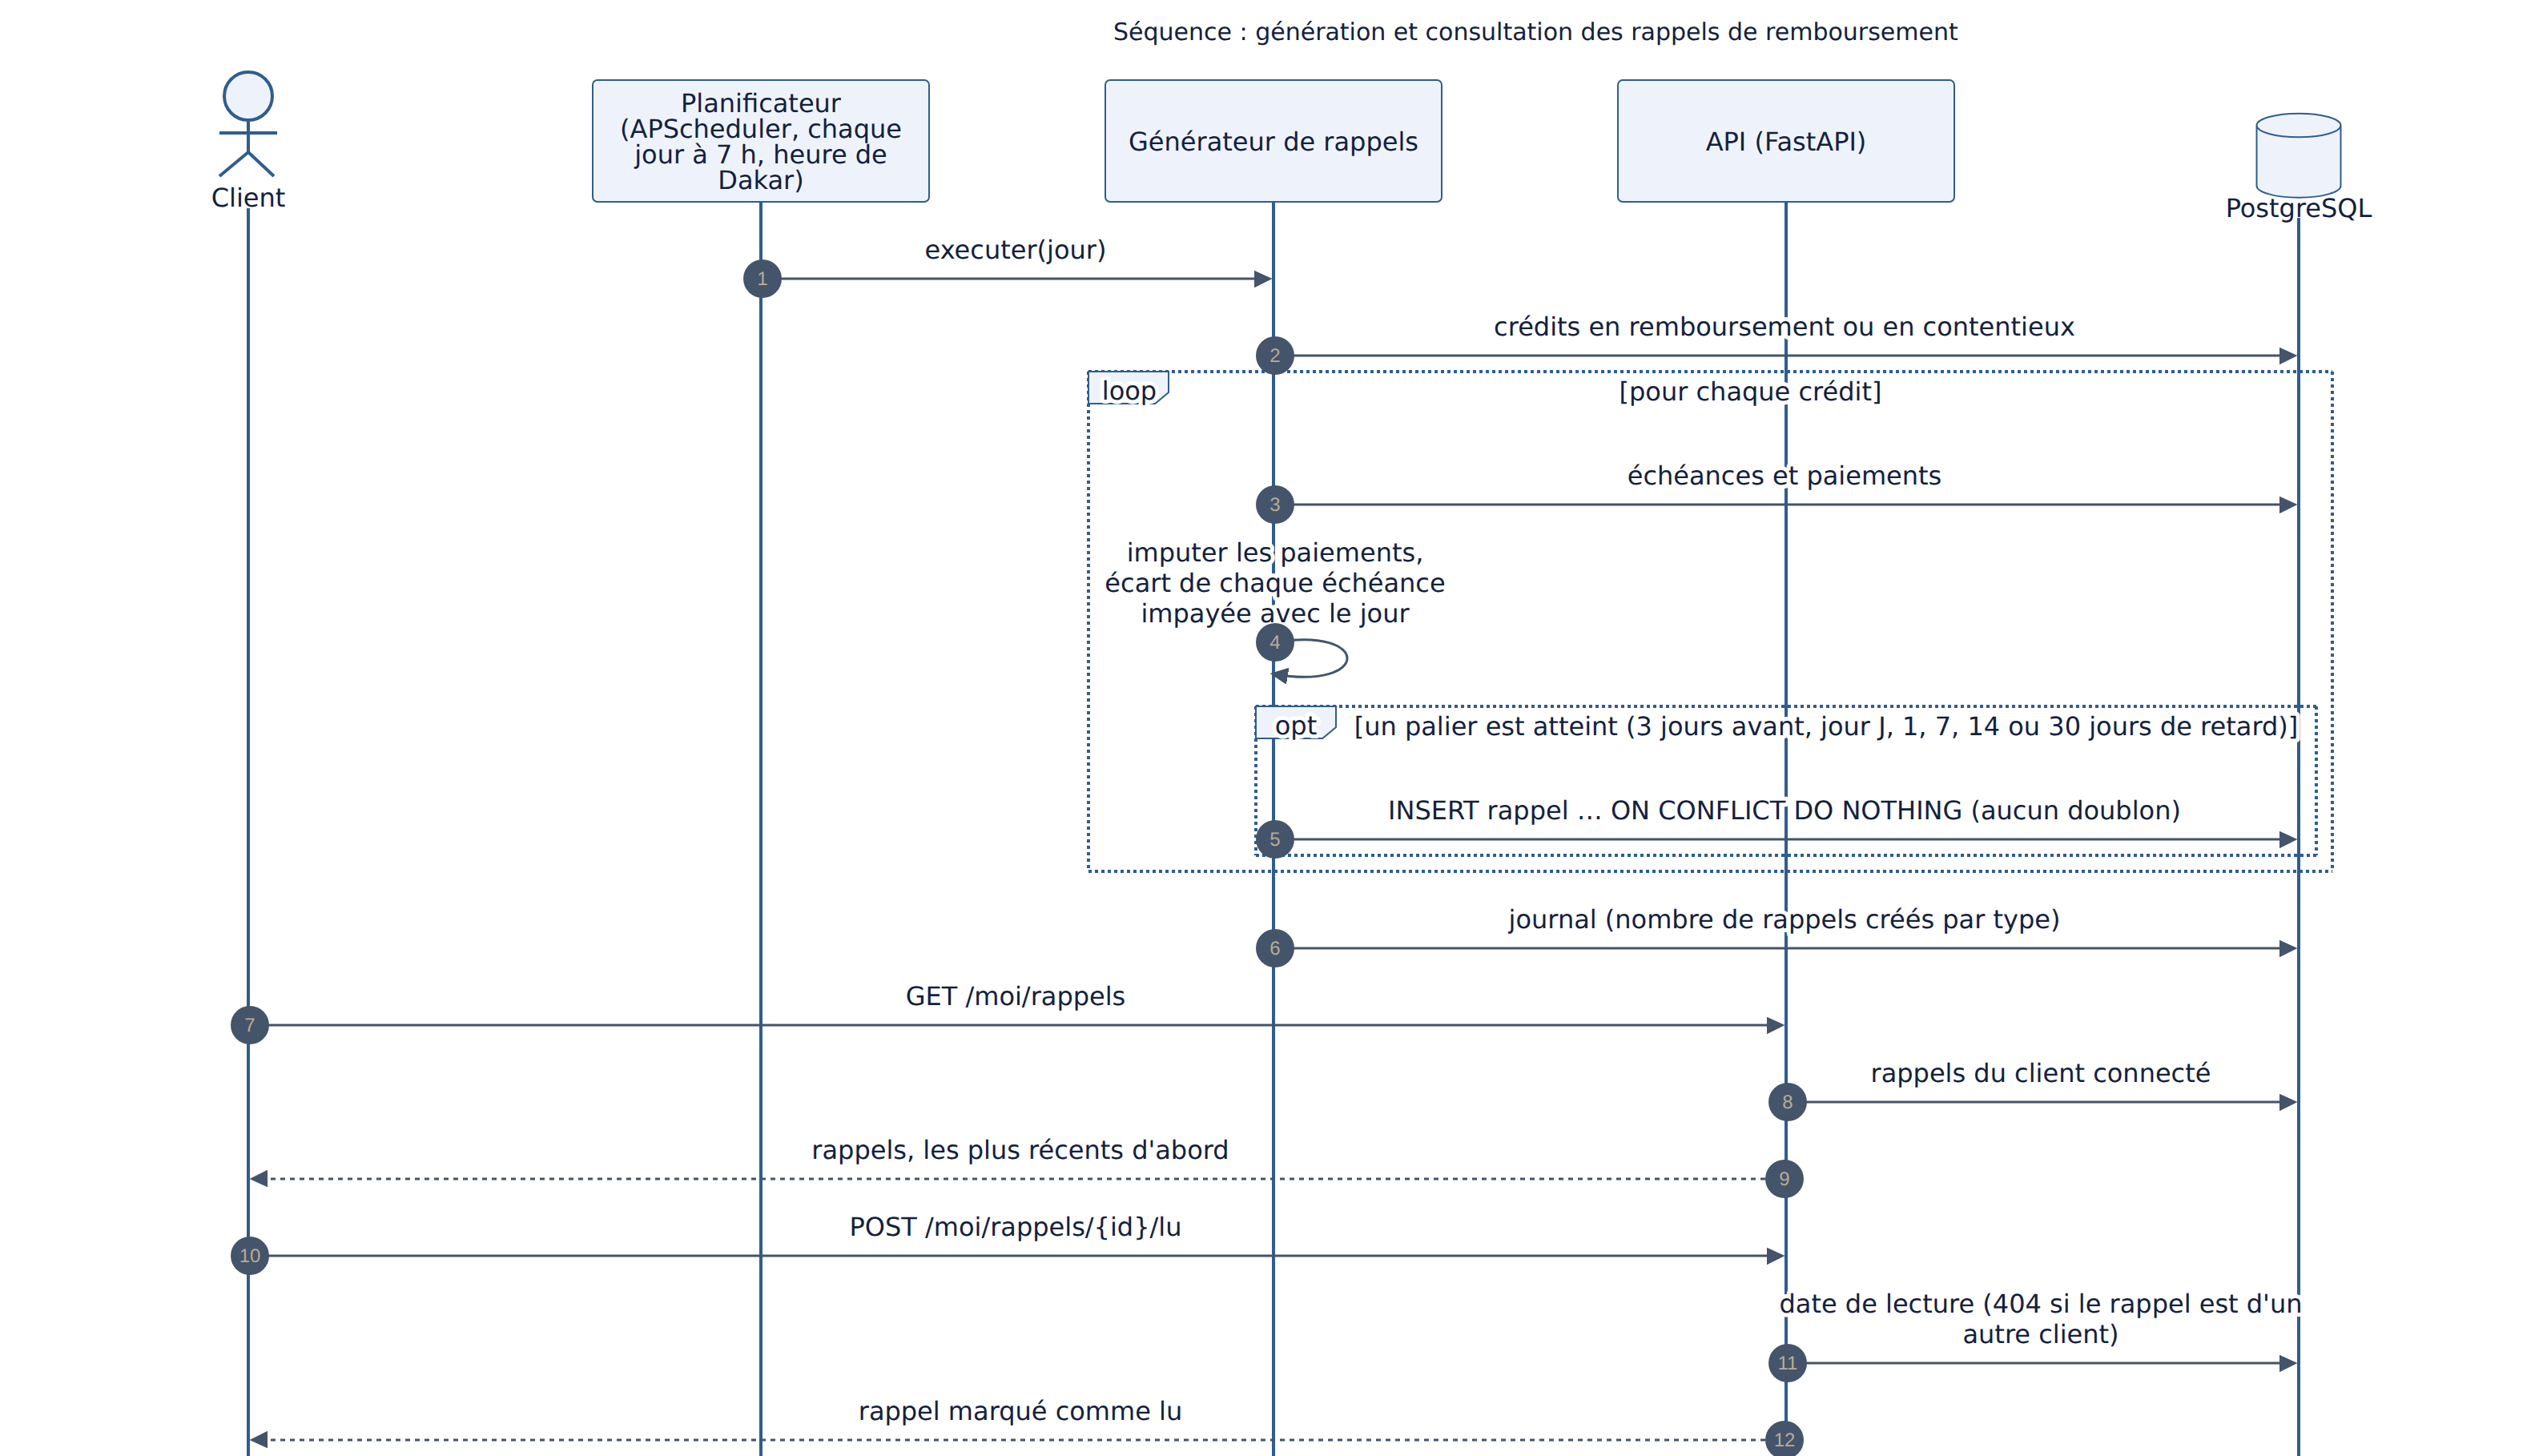 Séquence : génération et consultation des rappels de remboursement
Client
Planificateur
(APScheduler, chaque
jour à 7 h, heure de
Dakar)
Générateur de rappels
API (FastAPI)
PostgreSQL
executer(jour)
1
crédits en remboursement ou en contentieux
2
loop
[pour chaque crédit]
échéances et paiements
3
imputer les paiements,
écart de chaque échéance
impayée avec le jour
4
opt
[un palier est atteint (3 jours avant, jour J, 1, 7, 14 ou 30 jours de retard)]
INSERT rappel ... ON CONFLICT DO NOTHING (aucun doublon)
5
journal (nombre de rappels créés par type)
6
GET /moi/rappels
7
rappels du client connecté
8
rappels, les plus récents d'abord
9
POST /moi/rappels/{id}/lu
10
date de lecture (404 si le rappel est d'un
autre client)
11
rappel marqué comme lu
12